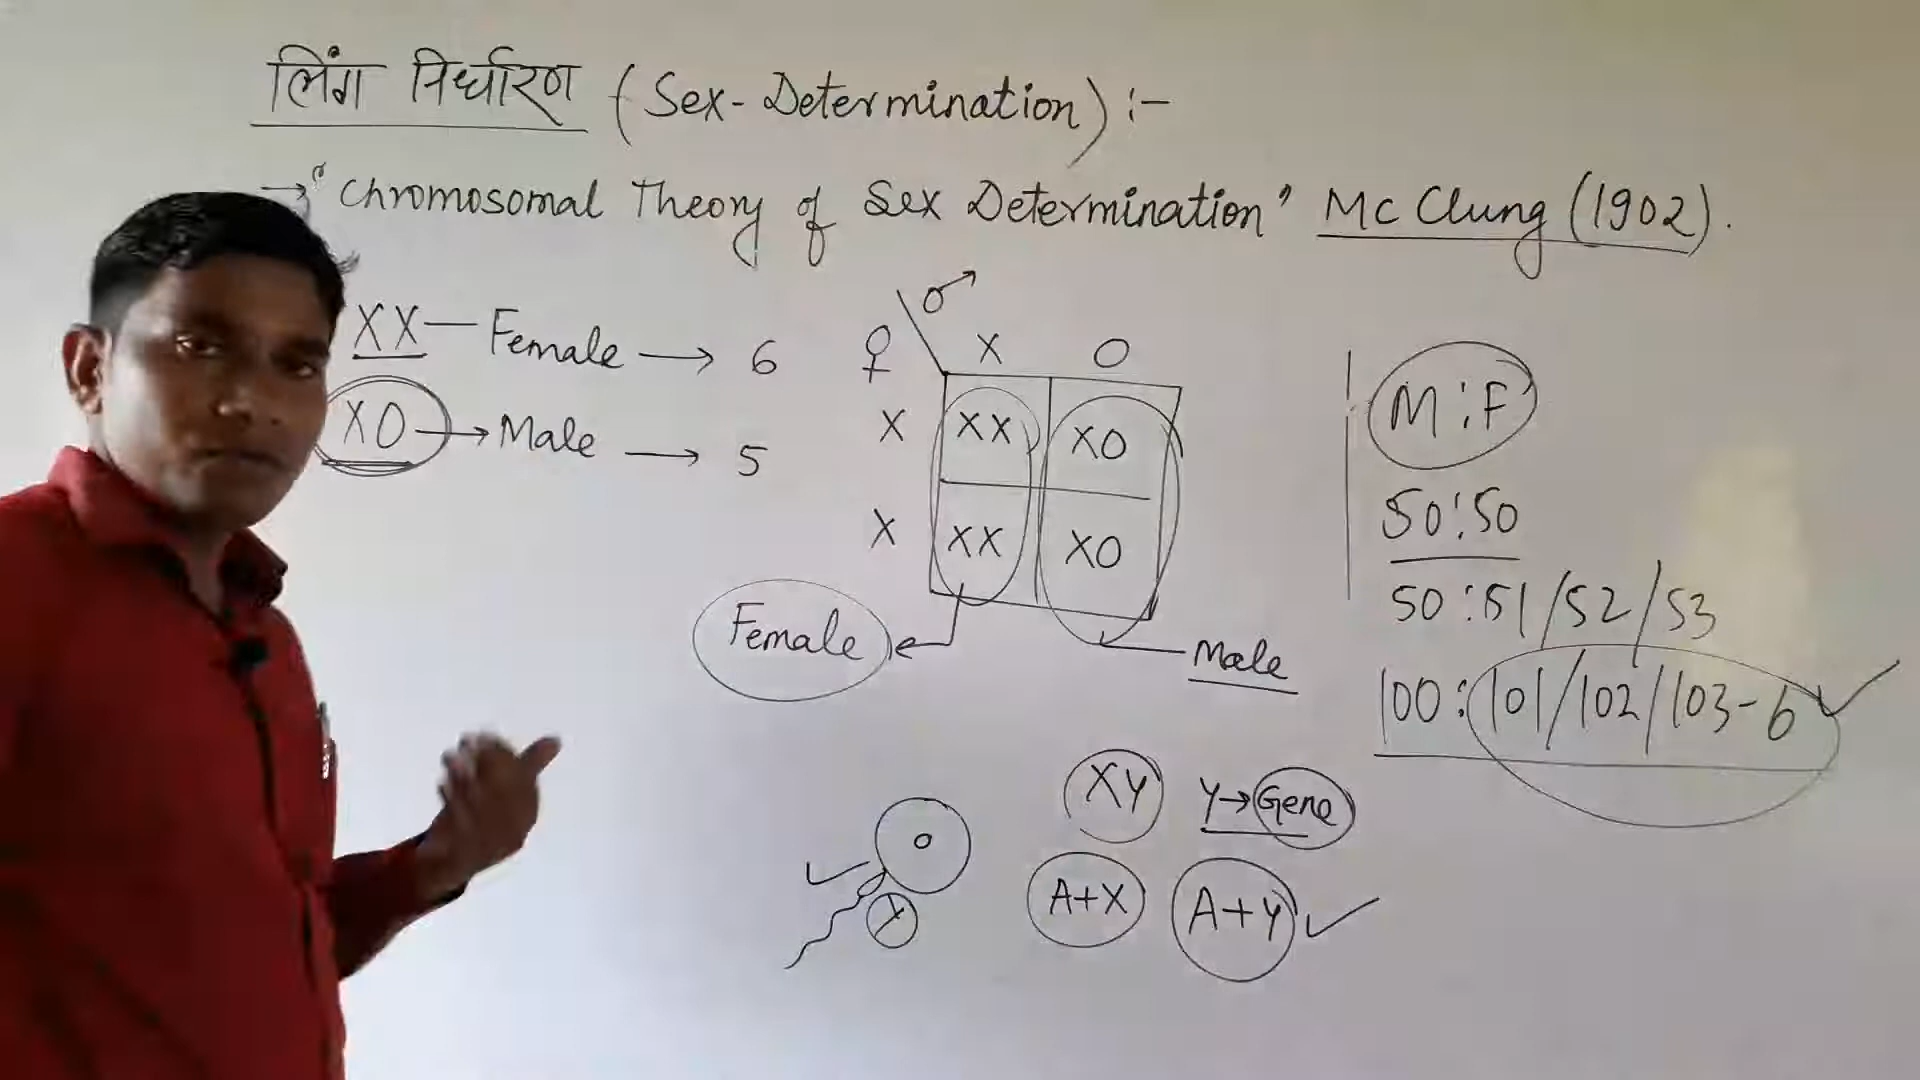 लिंग निर्धारण (Sex-Determination) :-
→ "Chromosomal Theory of Sex Determination" Mc Clung (1902).
XX — Female → 6
XO → Male → 5
♀ ♂ X O
X XX XO
X XX XO
Female
Male
M:F
50:50
50:51/52/53
100:101/102/103-6 ✓
XY Y→Gene
A+X A+Y ✓
Y